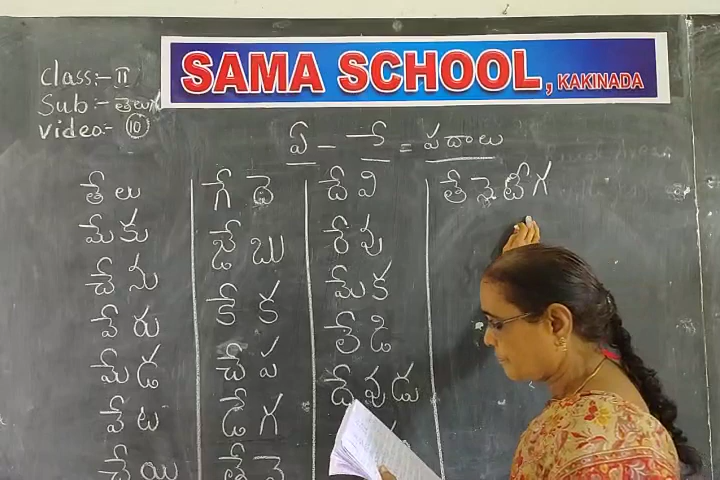 SAMA SCHOOL, KAKINADA
class:- II
Sub:- తెలుగు
video:- 10
ఏ - ే = పదాలు
తేలు
మేకు
చేను
వేరు
మేడ
వేట
చేయి
గేదె
జేబు
కేక
చేప
డేగ
దేవి
రేవు
మేక
లేడి
దేవుడు
తేనెటీగ